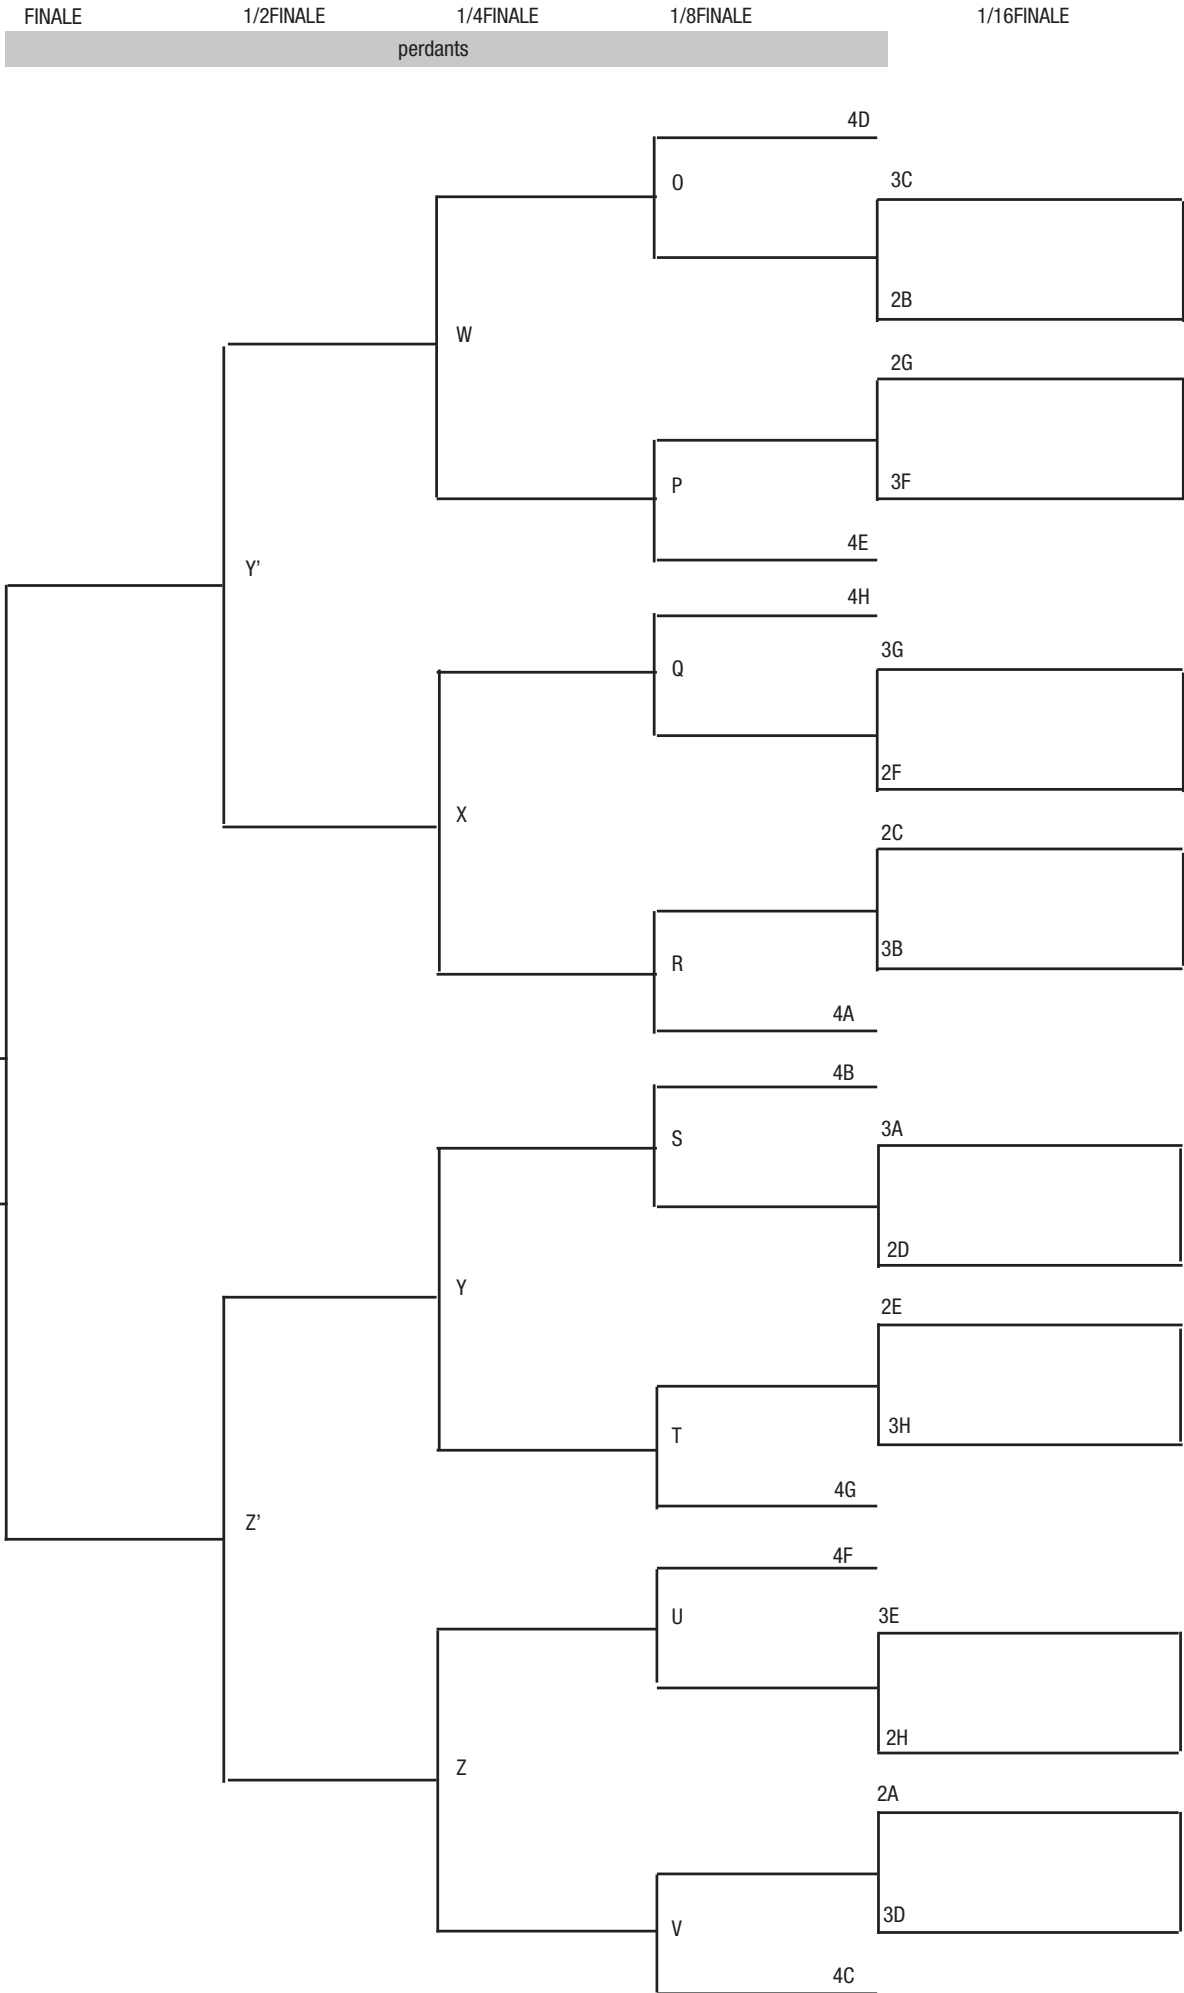 FINALE 1/2FINALE 1/4FINALE 1/8FINALE 1/16FINALE
perdants
4D
3C
O
2B
W
2G
P
3F
4E
Y'
4H
3G
Q
2F
X
2C
3B
R
4A
4B
3A
S
2D
Y
2E
3H
T
4G
Z'
4F
3E
U
2H
Z
2A
3D
V
4C